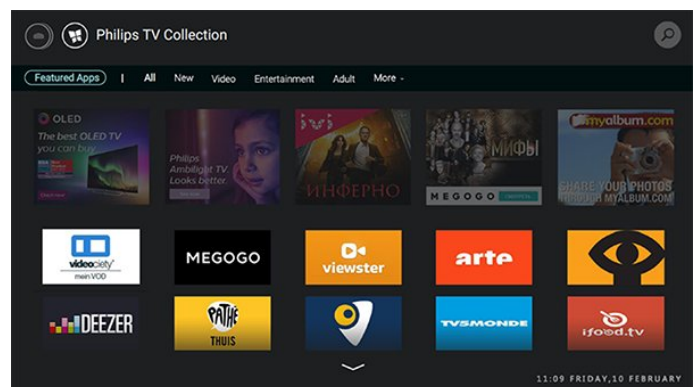 Philips TV Collection
Featured Apps | All New Video Entertainment Adult More
OLED
The best OLED TV
you can buy
Philips
Ambilight TV.
Looks better.
ivi
ИНФЕРНО
МИФЫ
MEGOGO
myalbum.com
SHARE YOUR PHOTOS
THROUGH MYALBUM.COM
videociety
mein VOD
MEGOGO
viewster
arte
DEEZER
PATHÉ
THUIS
TV5MONDE
ifood.tv
11:09 FRIDAY,10 FEBRUARY